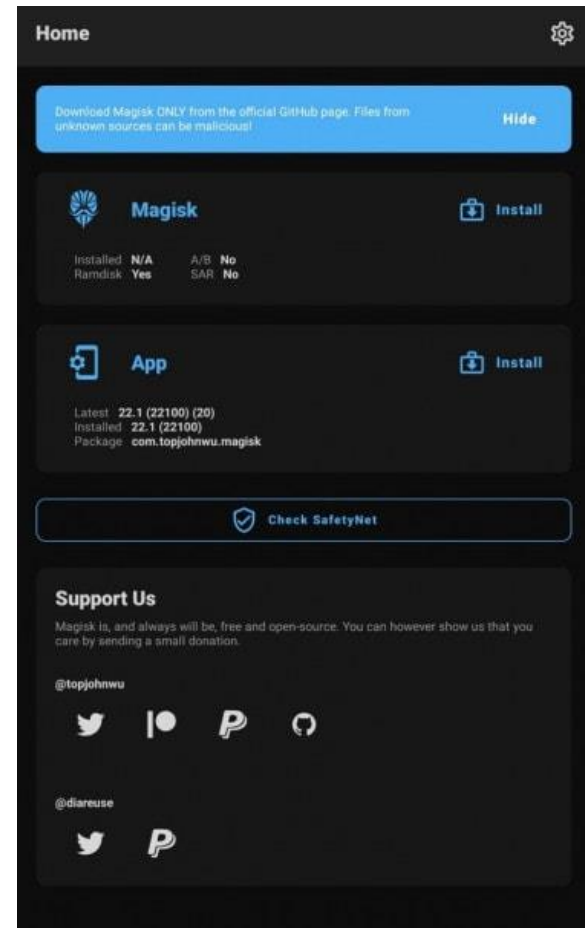 Home
Download Magisk ONLY from the official GitHub page. Files from
unknown sources can be malicious!
Hide
Magisk
Install
Installed N/A A/B No
Ramdisk Yes SAR No
App
Install
Latest 22.1 (22100) (20)
Installed 22.1 (22100)
Package com.topjohnwu.magisk
Check SafetyNet
Support Us
Magisk is, and always will be, free and open-source. You can however show us that you
care by sending a small donation.
@topjohnwu
@diareuse